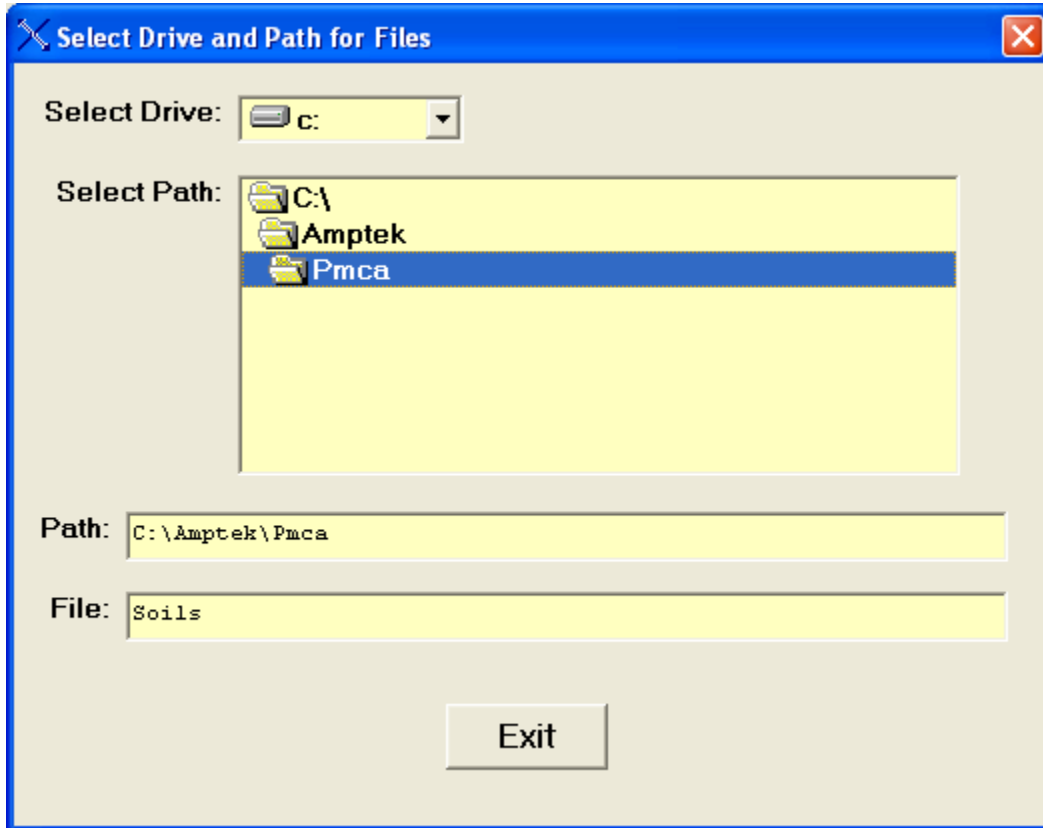 Select Drive and Path for Files
Select Drive: c:
Select Path: C:\
Amptek
Pmca
Path: C:\Amptek\Pmca
File: Soils
Exit